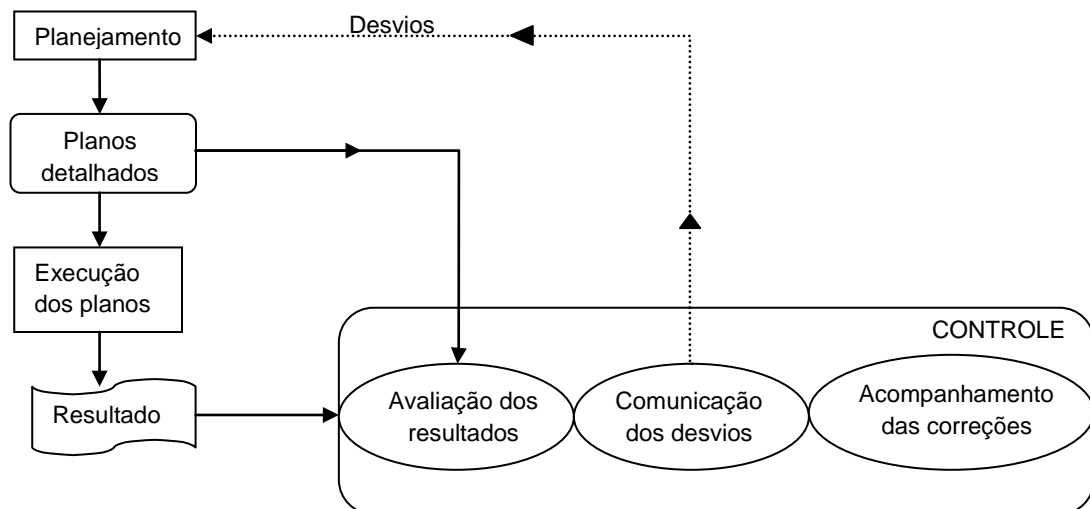 Planejamento
Desvios
Planos
detalhados
Execução
dos planos
CONTROLE
Resultado
Avaliação dos
resultados
Comunicação
dos desvios
Acompanhamento
das correções